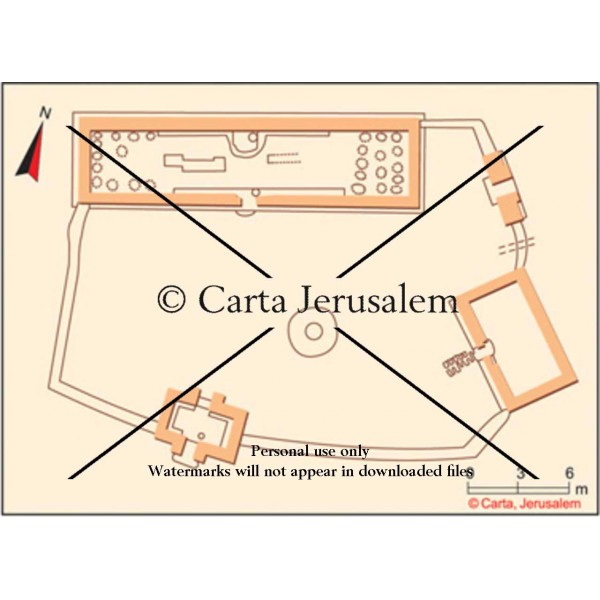 N
© Carta Jerusalem
Personal use only
Watermarks will not appear in downloaded files
0 3 6
m
© Carta, Jerusalem